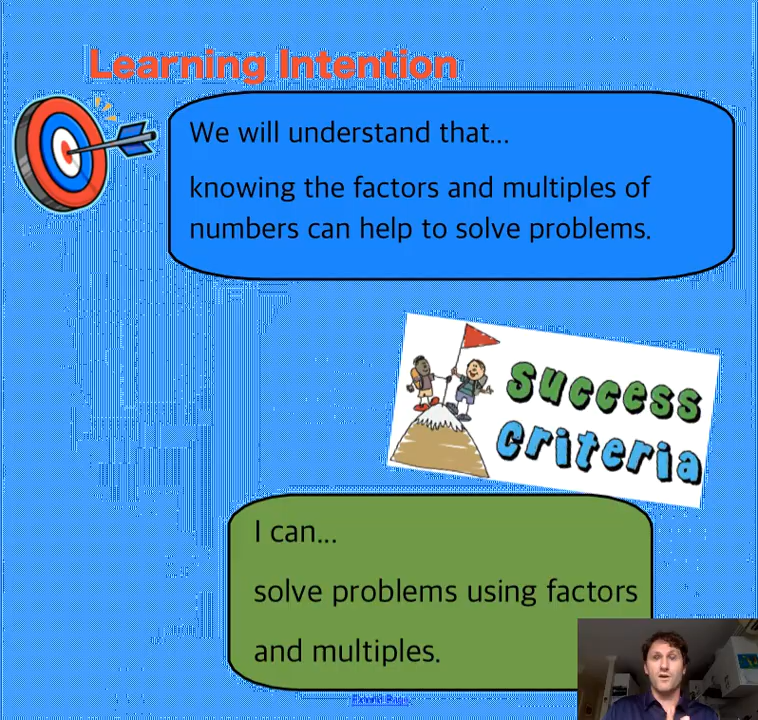 Learning Intention
We will understand that...
knowing the factors and multiples of
numbers can help to solve problems.
Success
Criteria
I can...
solve problems using factors
and multiples.